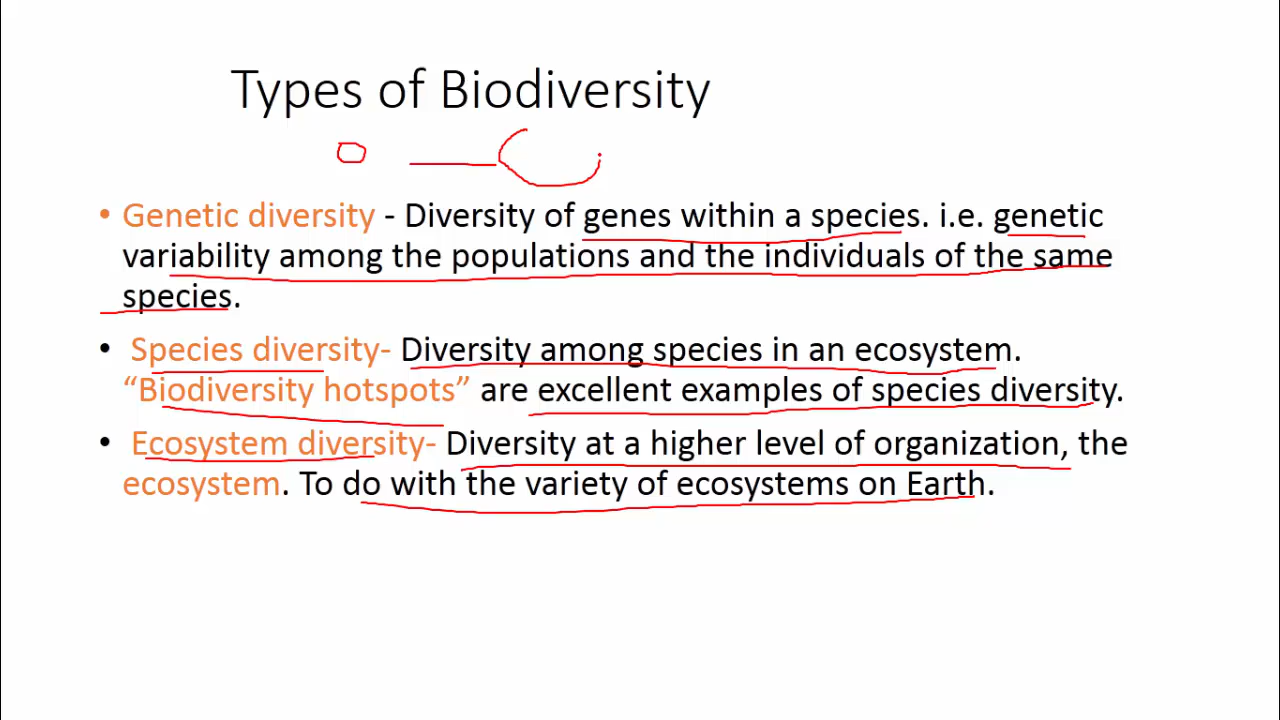 Types of Biodiversity
• Genetic diversity - Diversity of genes within a species. i.e. genetic
variability among the populations and the individuals of the same
species.
• Species diversity- Diversity among species in an ecosystem.
“Biodiversity hotspots” are excellent examples of species diversity.
• Ecosystem diversity- Diversity at a higher level of organization, the
ecosystem. To do with the variety of ecosystems on Earth.